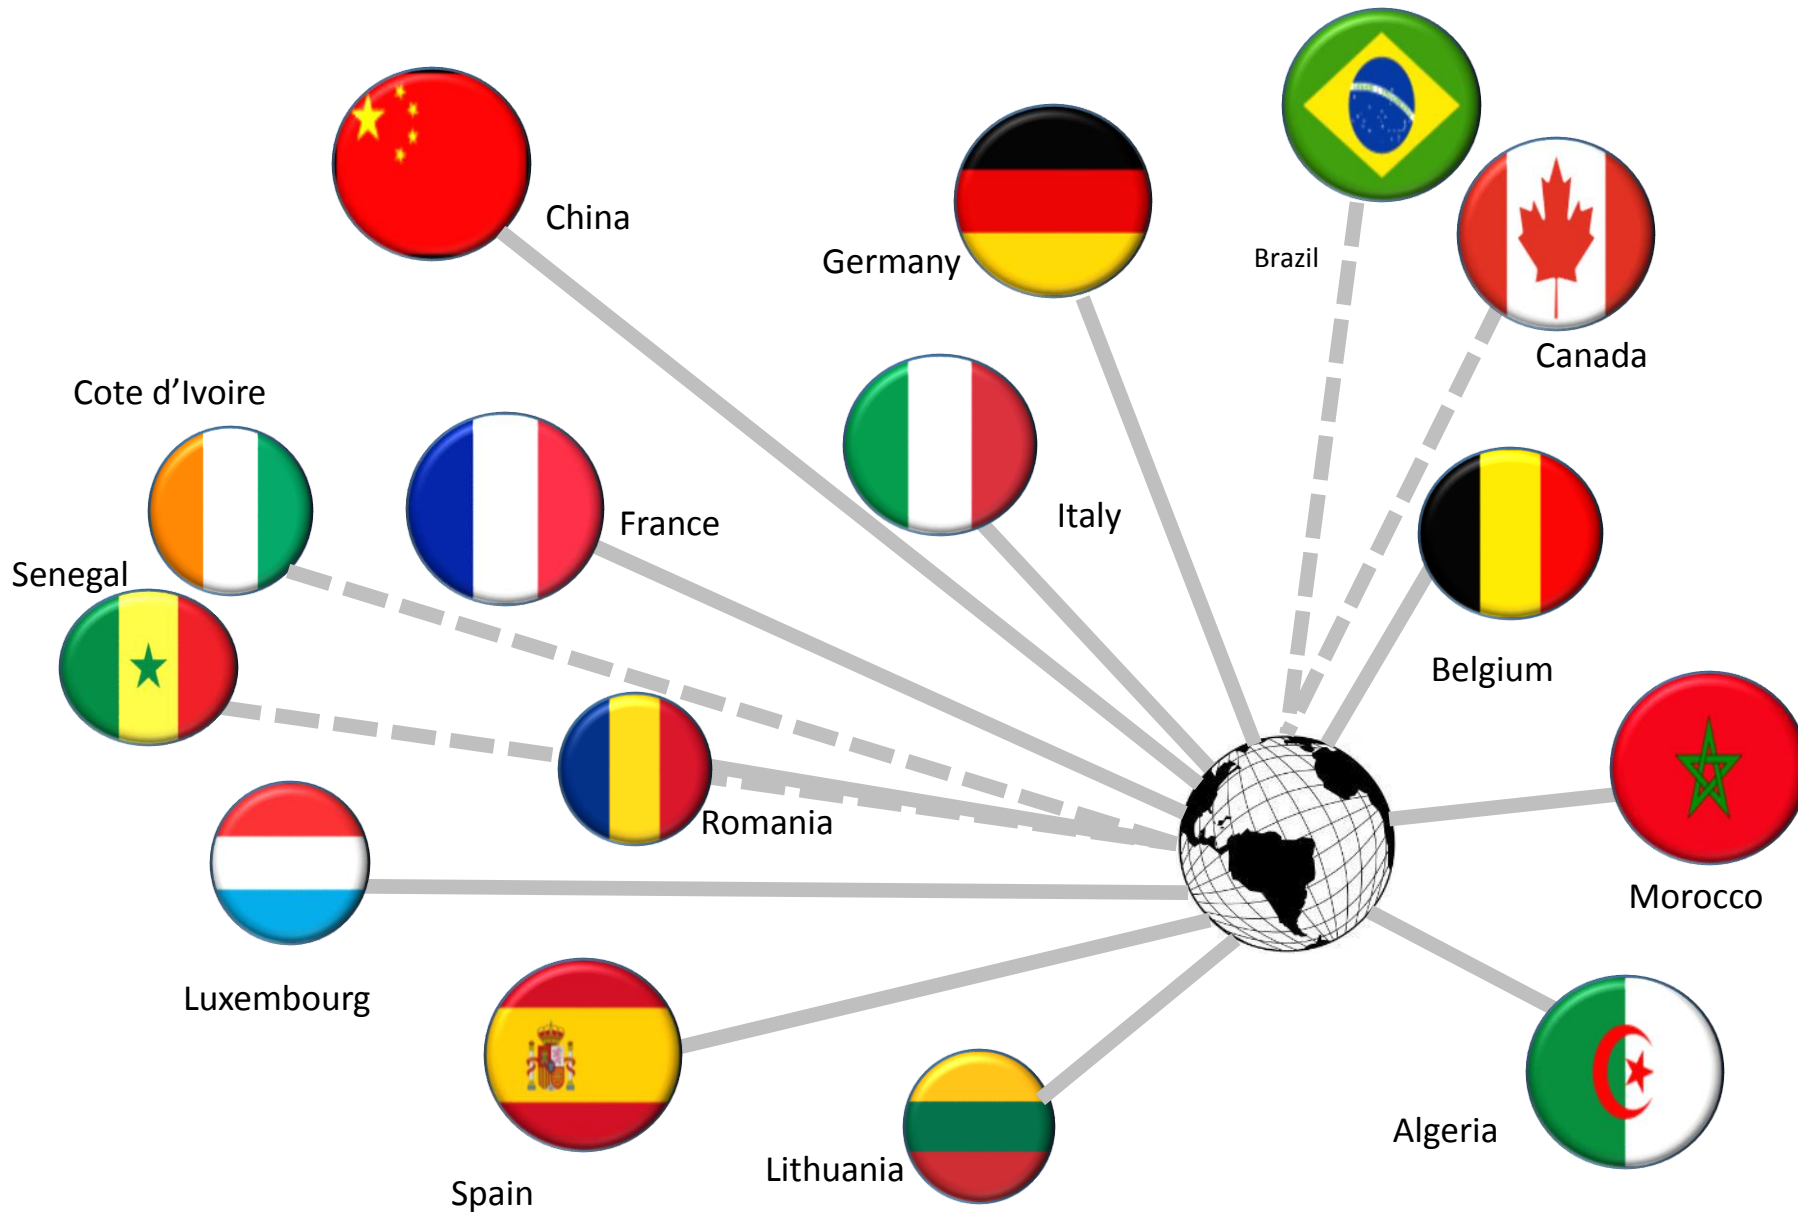 China
Germany
Brazil
Canada
Cote d’Ivoire
France
Italy
Senegal
Belgium
Romania
Morocco
Luxembourg
Algeria
Lithuania
Spain